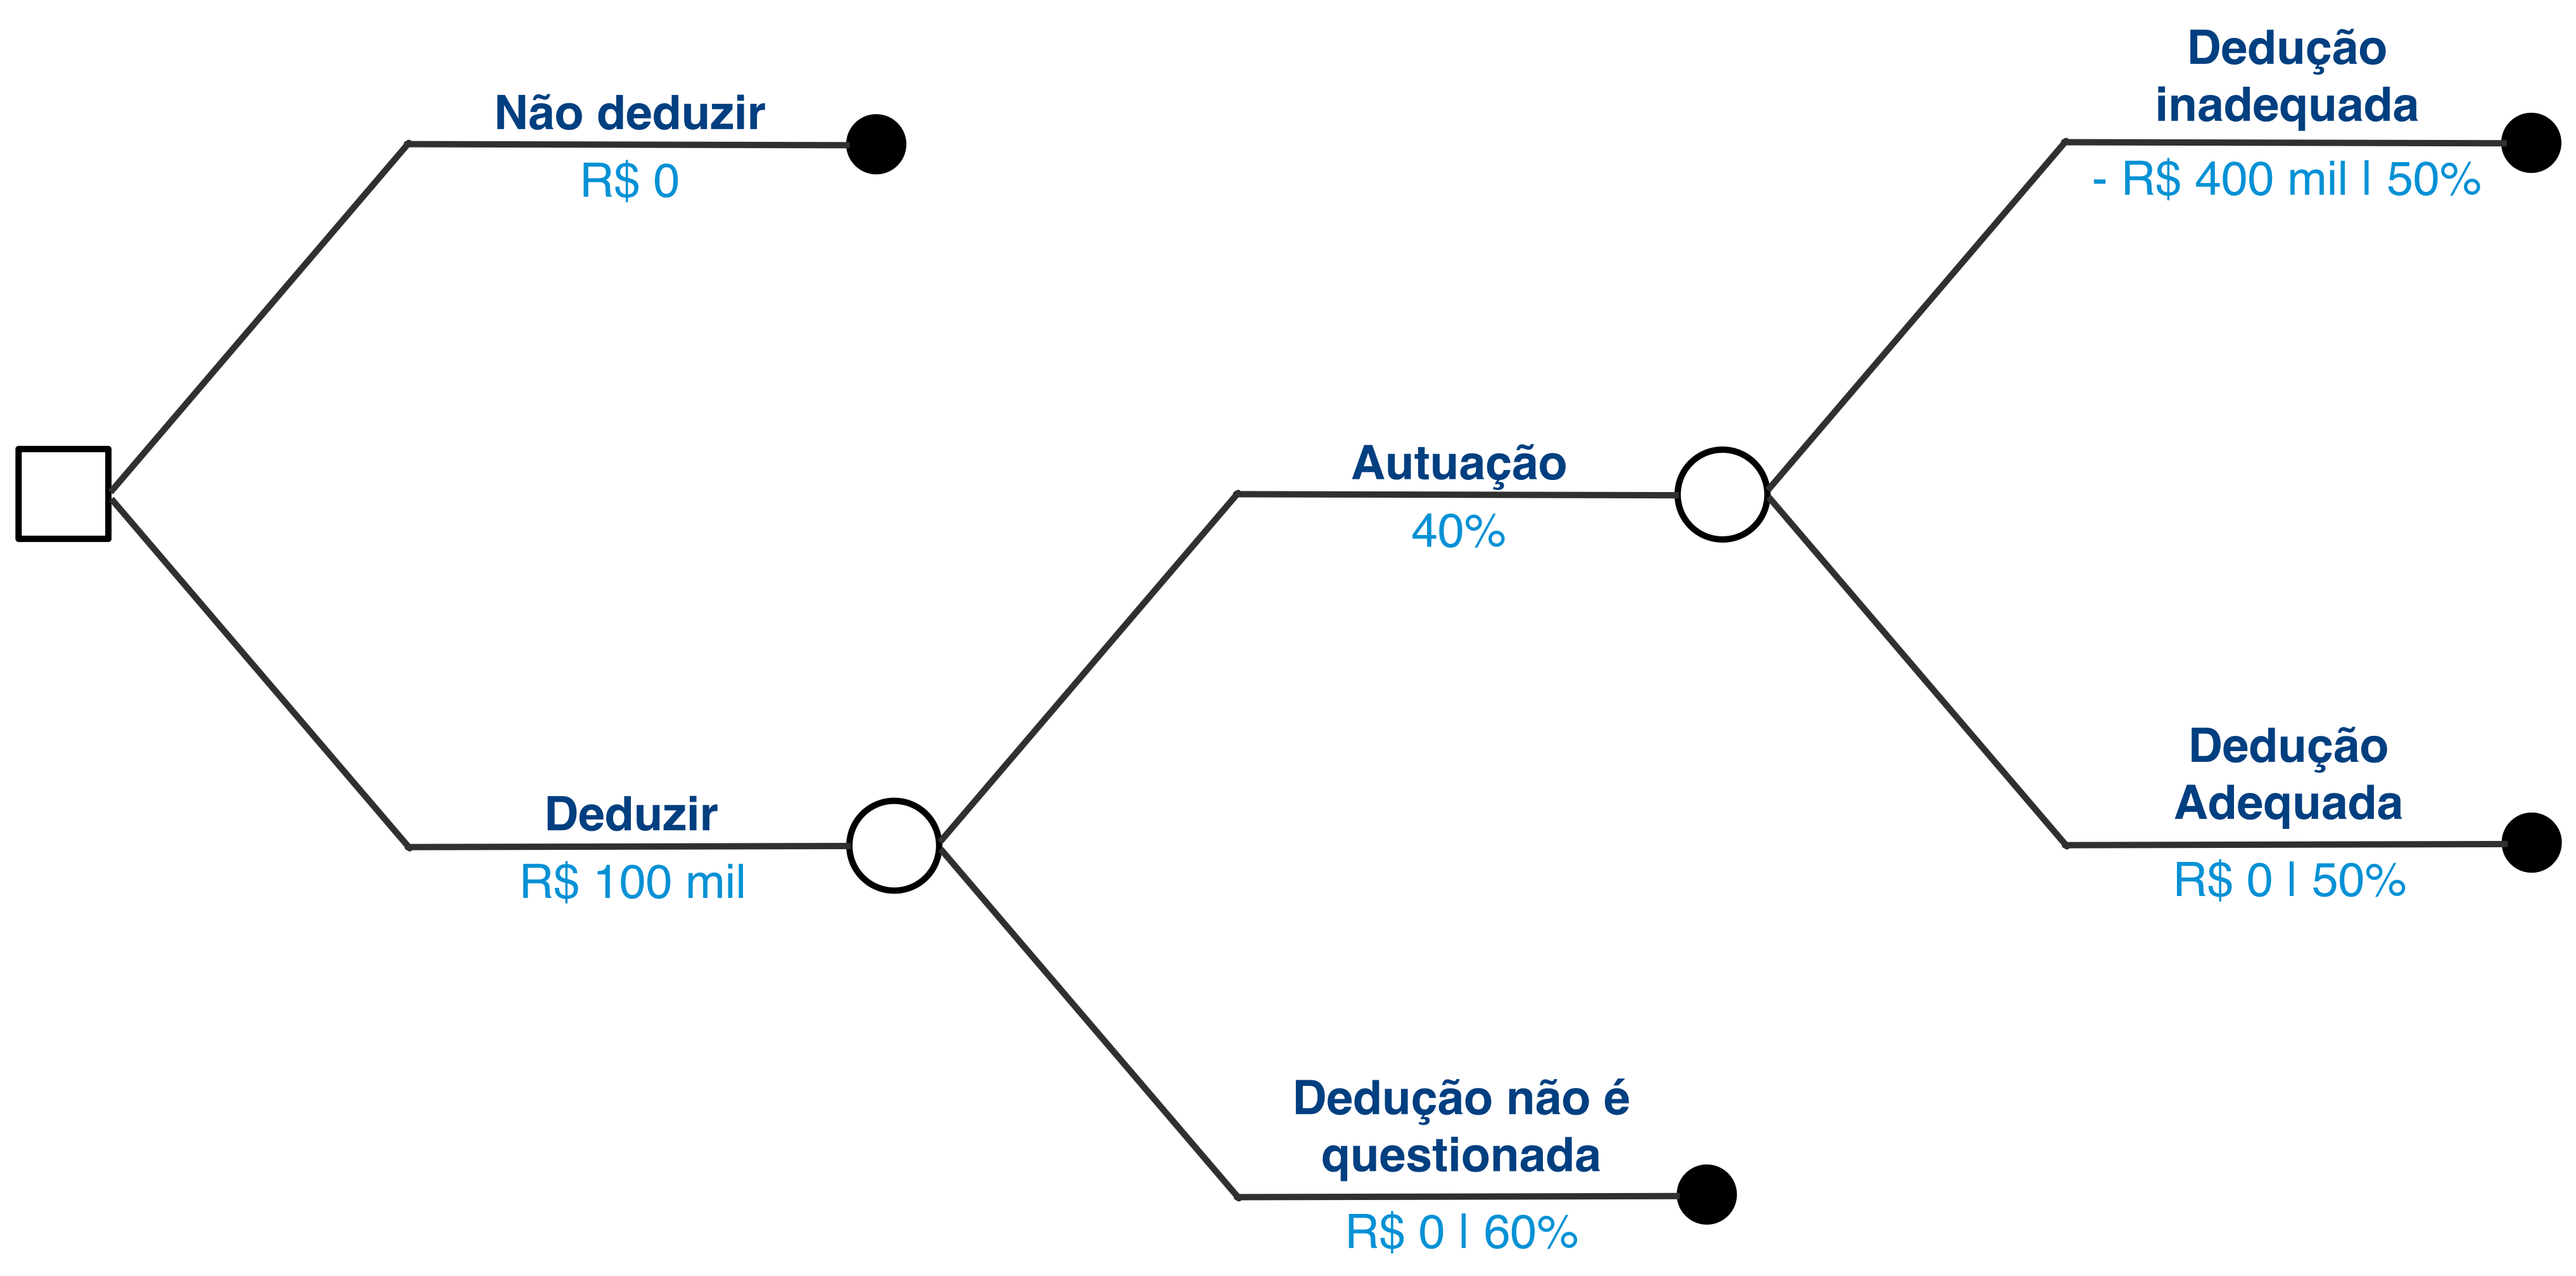 Não deduzir
R$ 0
Deduzir
R$ 100 mil
Autuação
40%
Dedução não é
questionada
R$ 0 | 60%
Dedução
inadequada
- R$ 400 mil | 50%
Dedução
Adequada
R$ 0 | 50%